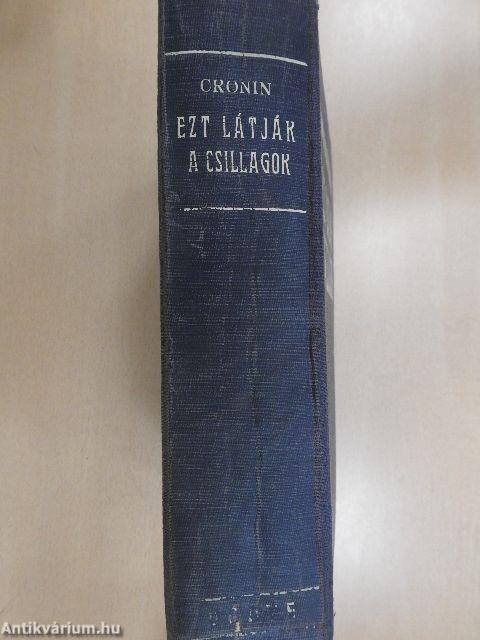 CRONIN
EZT LÁTJÁK
A CSILLAGOK
Antikvárium.hu